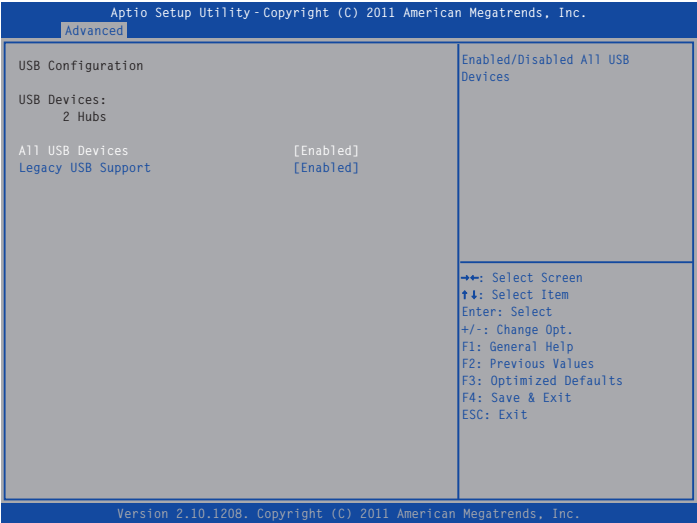 Aptio Setup Utility - Copyright (C) 2011 American Megatrends, Inc.
Advanced
USB Configuration
USB Devices:
2 Hubs
All USB Devices [Enabled]
Legacy USB Support [Enabled]
Enabled/Disabled All USB
Devices
→←: Select Screen
↑↓: Select Item
Enter: Select
+/-: Change Opt.
F1: General Help
F2: Previous Values
F3: Optimized Defaults
F4: Save & Exit
ESC: Exit
Version 2.10.1208. Copyright (C) 2011 American Megatrends, Inc.